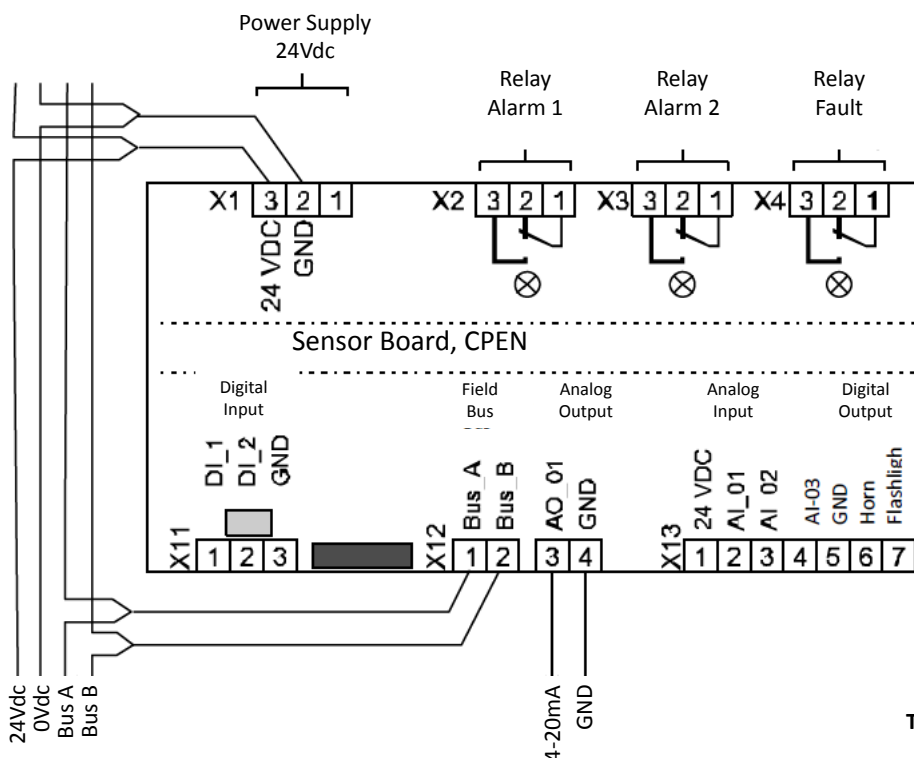 Power Supply
24Vdc
Relay
Alarm 1
Relay
Alarm 2
Relay
Fault
X1 3 2 1
X2 3 2 1
X3 3 2 1
X4 3 2 1
24 VDC
GND
Sensor Board, CPEN
Digital
Input
Field
Bus
Analog
Output
Analog
Input
Digital
Output
DI_1
DI_2
GND
Bus_A
Bus_B
AO_01
GND
24 VDC
AI_01
AI_02
AI-03
GND
Horn
Flashligh
X11 1 2 3
X12 1 2 3 4
X13 1 2 3 4 5 6 7
24Vdc
0Vdc
Bus A
Bus B
4-20mA
GND
T